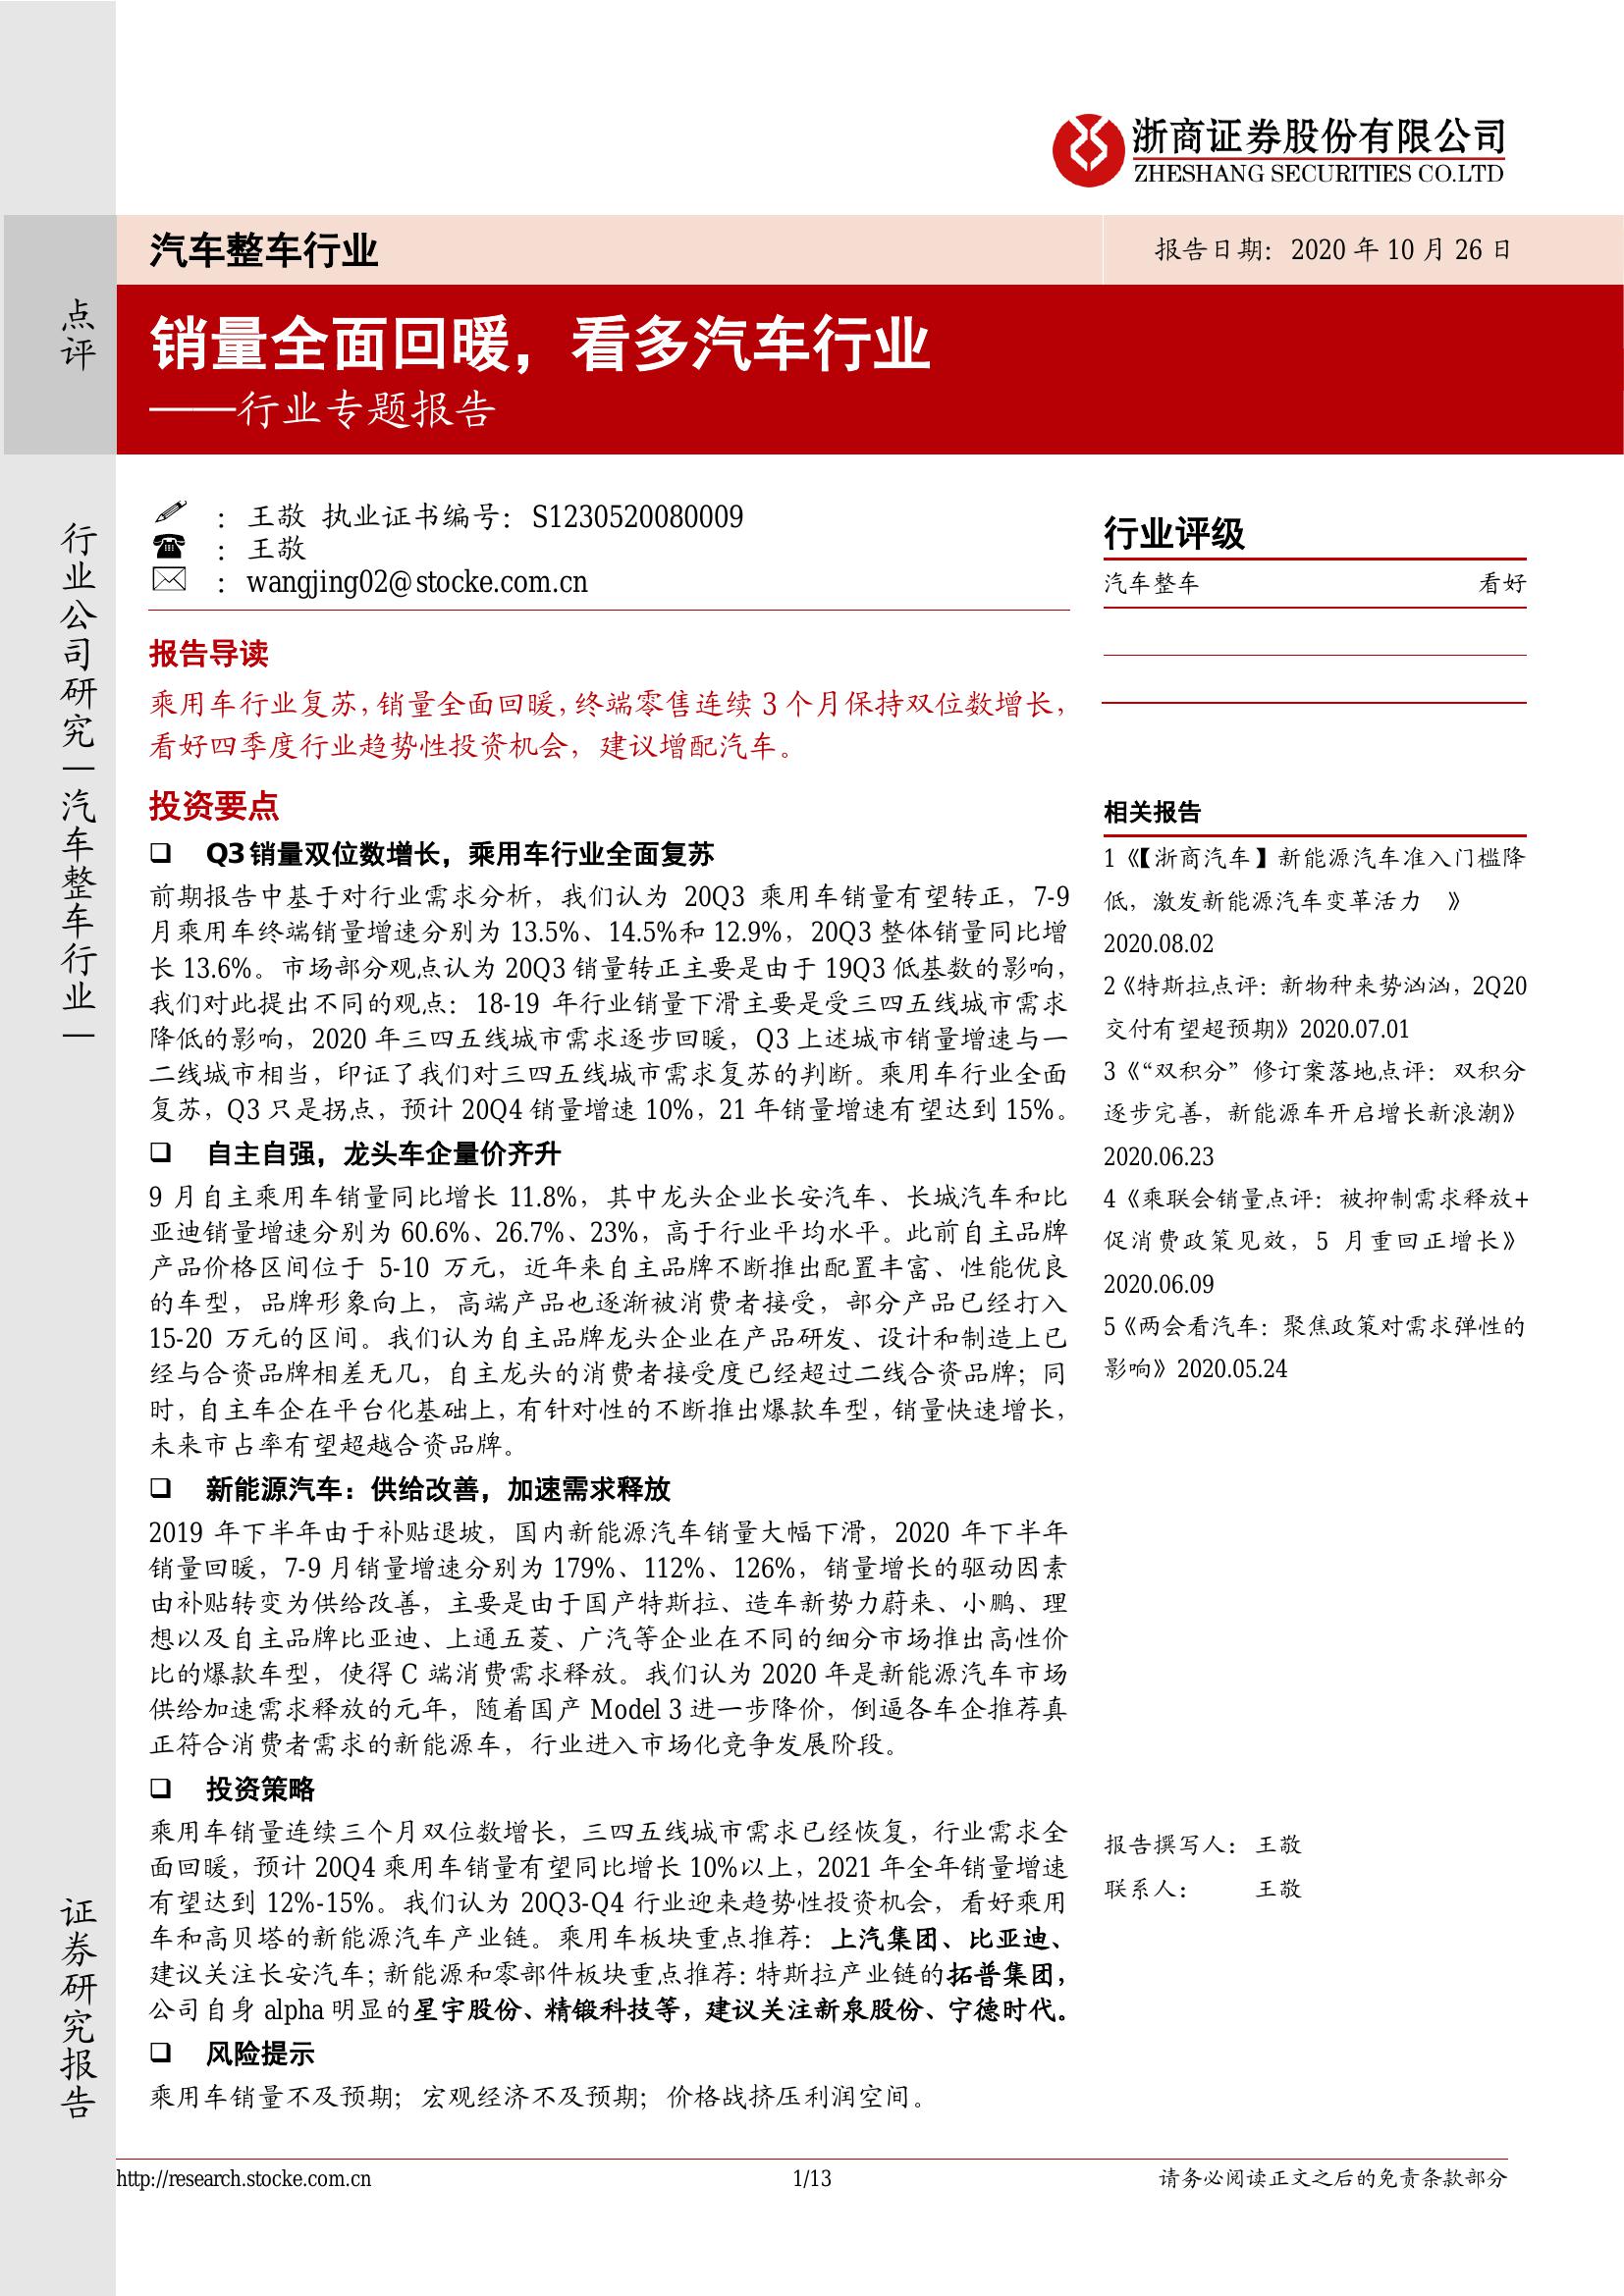 浙商证券股份有限公司
ZHESHANG SECURITIES CO.LTD
汽车整车行业
报告日期：2020 年 10 月 26 日
点评
销量全面回暖，看多汽车行业
——行业专题报告
行业公司研究｜汽车整车行业｜
证券研究报告
： 王敬 执业证书编号：S1230520080009
： 王敬
： wangjing02@stocke.com.cn
报告导读
乘用车行业复苏，销量全面回暖，终端零售连续 3 个月保持双位数增长，
看好四季度行业趋势性投资机会，建议增配汽车。
投资要点
❑ Q3 销量双位数增长，乘用车行业全面复苏
前期报告中基于对行业需求分析，我们认为 20Q3 乘用车销量有望转正，7-9
月乘用车终端销量增速分别为 13.5%、14.5%和 12.9%，20Q3 整体销量同比增
长 13.6%。市场部分观点认为 20Q3 销量转正主要是由于 19Q3 低基数的影响，
我们对此提出不同的观点：18-19 年行业销量下滑主要是受三四五线城市需求
降低的影响，2020 年三四五线城市需求逐步回暖，Q3 上述城市销量增速与一
二线城市相当，印证了我们对三四五线城市需求复苏的判断。乘用车行业全面
复苏，Q3 只是拐点，预计 20Q4 销量增速 10%，21 年销量增速有望达到 15%。
❑ 自主自强，龙头车企量价齐升
9 月自主乘用车销量同比增长 11.8%，其中龙头企业长安汽车、长城汽车和比
亚迪销量增速分别为 60.6%、26.7%、23%，高于行业平均水平。此前自主品牌
产品价格区间位于 5-10 万元，近年来自主品牌不断推出配置丰富、性能优良
的车型，品牌形象向上，高端产品也逐渐被消费者接受，部分产品已经打入
15-20 万元的区间。我们认为自主品牌龙头企业在产品研发、设计和制造上已
经与合资品牌相差无几，自主龙头的消费者接受度已经超过二线合资品牌；同
时，自主车企在平台化基础上，有针对性的不断推出爆款车型，销量快速增长，
未来市占率有望超越合资品牌。
❑ 新能源汽车：供给改善，加速需求释放
2019 年下半年由于补贴退坡，国内新能源汽车销量大幅下滑，2020 年下半年
销量回暖，7-9 月销量增速分别为 179%、112%、126%，销量增长的驱动因素
由补贴转变为供给改善，主要是由于国产特斯拉、造车新势力蔚来、小鹏、理
想以及自主品牌比亚迪、上通五菱、广汽等企业在不同的细分市场推出高性价
比的爆款车型，使得 C 端消费需求释放。我们认为 2020 年是新能源汽车市场
供给加速需求释放的元年，随着国产 Model 3 进一步降价，倒逼各车企推荐真
正符合消费者需求的新能源车，行业进入市场化竞争发展阶段。
❑ 投资策略
乘用车销量连续三个月双位数增长，三四五线城市需求已经恢复，行业需求全
面回暖，预计 20Q4 乘用车销量有望同比增长 10%以上，2021 年全年销量增速
有望达到 12%-15%。我们认为 20Q3-Q4 行业迎来趋势性投资机会，看好乘用
车和高贝塔的新能源汽车产业链。乘用车板块重点推荐：上汽集团、比亚迪、
建议关注长安汽车；新能源和零部件板块重点推荐：特斯拉产业链的拓普集团，
公司自身 alpha 明显的星宇股份、精锻科技等，建议关注新泉股份、宁德时代。
❑ 风险提示
乘用车销量不及预期；宏观经济不及预期；价格战挤压利润空间。
行业评级
汽车整车 看好
相关报告
1《【浙商汽车】新能源汽车准入门槛降
低，激发新能源汽车变革活力 》
2020.08.02
2《特斯拉点评：新物种来势汹汹，2Q20
交付有望超预期》2020.07.01
3《“双积分”修订案落地点评：双积分
逐步完善，新能源车开启增长新浪潮》
2020.06.23
4《乘联会销量点评：被抑制需求释放+
促消费政策见效，5 月重回正增长》
2020.06.09
5《两会看汽车：聚焦政策对需求弹性的
影响》2020.05.24
报告撰写人： 王敬
联系人： 王敬
http://research.stocke.com.cn
1/13
请务必阅读正文之后的免责条款部分